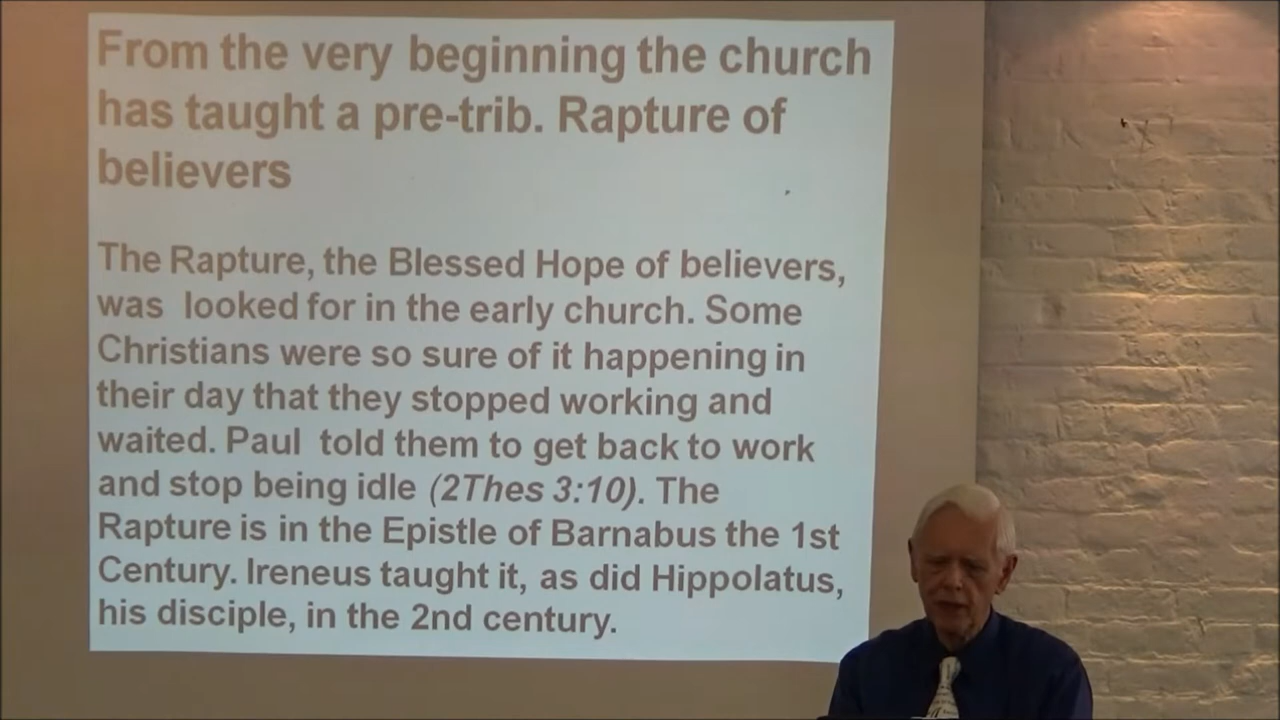 From the very beginning the church
has taught a pre-trib. Rapture of
believers
The Rapture, the Blessed Hope of believers,
was looked for in the early church. Some
Christians were so sure of it happening in
their day that they stopped working and
waited. Paul told them to get back to work
and stop being idle (2Thes 3:10). The
Rapture is in the Epistle of Barnabus the 1st
Century. Ireneus taught it, as did Hippolatus,
his disciple, in the 2nd century.